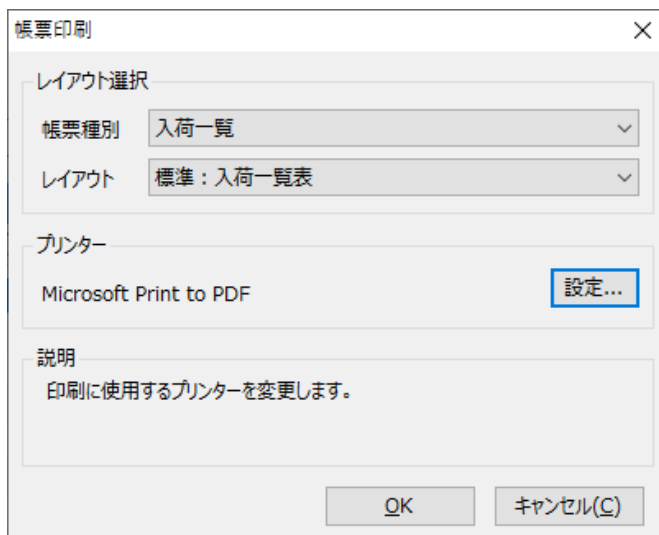 帳票印刷
レイアウト選択
帳票種別 入荷一覧
レイアウト 標準：入荷一覧表
プリンター
Microsoft Print to PDF 設定...
説明
印刷に使用するプリンターを変更します。
OK キャンセル(C)